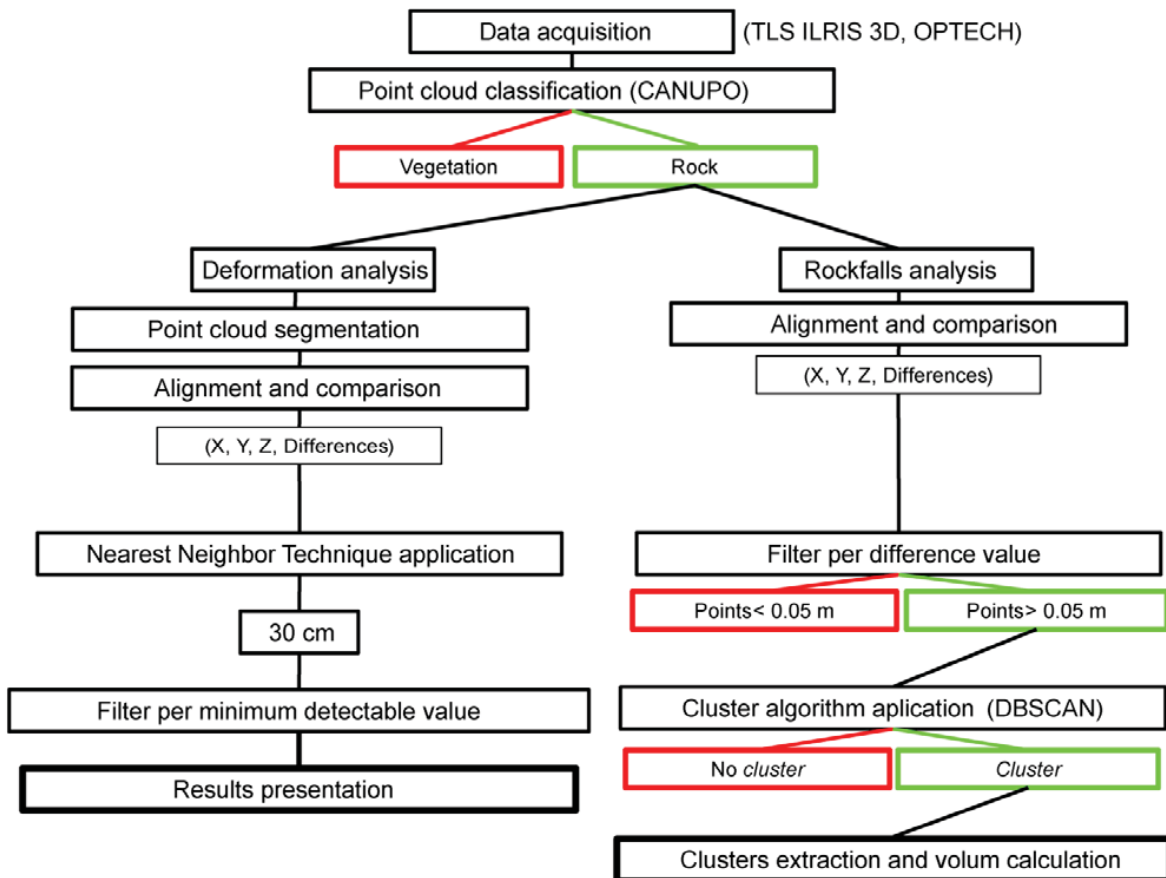 Data acquisition (TLS ILRIS 3D, OPTECH)
Point cloud classification (CANUPO)
Vegetation
Rock
Deformation analysis
Point cloud segmentation
Alignment and comparison
(X, Y, Z, Differences)
Nearest Neighbor Technique application
30 cm
Filter per minimum detectable value
Results presentation
Rockfalls analysis
Alignment and comparison
(X, Y, Z, Differences)
Filter per difference value
Points< 0.05 m
Points> 0.05 m
Cluster algorithm aplication (DBSCAN)
No cluster
Cluster
Clusters extraction and volum calculation